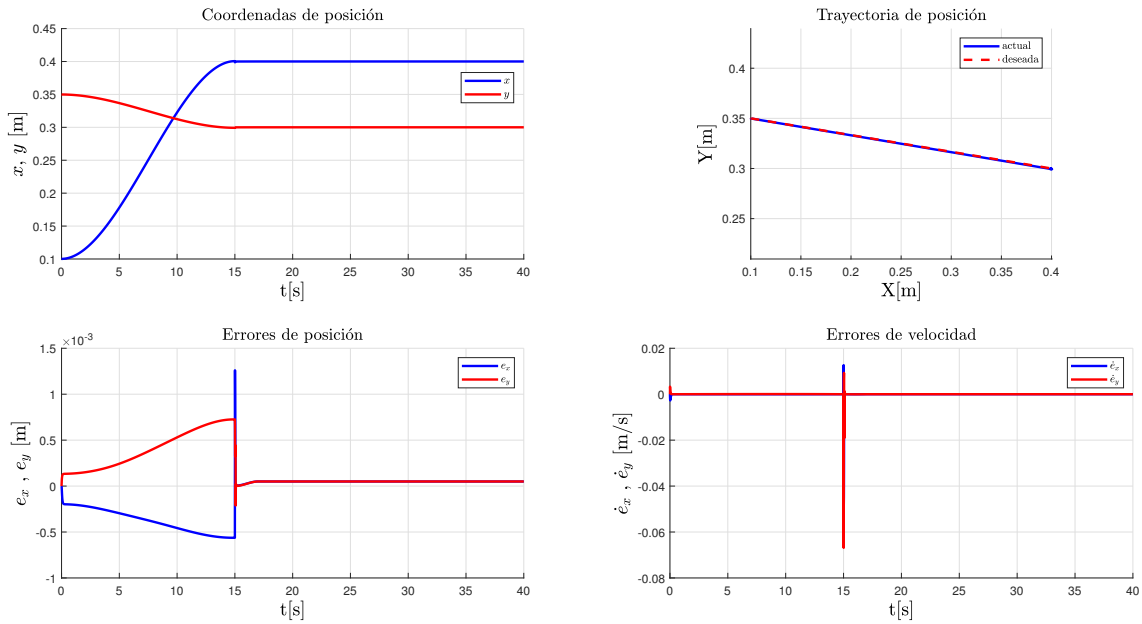 Coordenadas de posición
0.45
0.4
0.35
0.3
0.25
0.2
0.15
0.1
x, y [m]
x
y
0 5 10 15 20 25 30 35 40
t[s]
Trayectoria de posición
0.4
0.35
0.3
0.25
Y[m]
actual
deseada
0.1 0.15 0.2 0.25 0.3 0.35 0.4
X[m]
Errores de posición
×10-3
1.5
1
0.5
0
-0.5
-1
eₓ , e_y [m]
eₓ
e_y
0 5 10 15 20 25 30 35 40
t[s]
Errores de velocidad
0.02
0
-0.02
-0.04
-0.06
-0.08
ėₓ , ė_y [m/s]
ėₓ
ė_y
0 5 10 15 20 25 30 35 40
t[s]